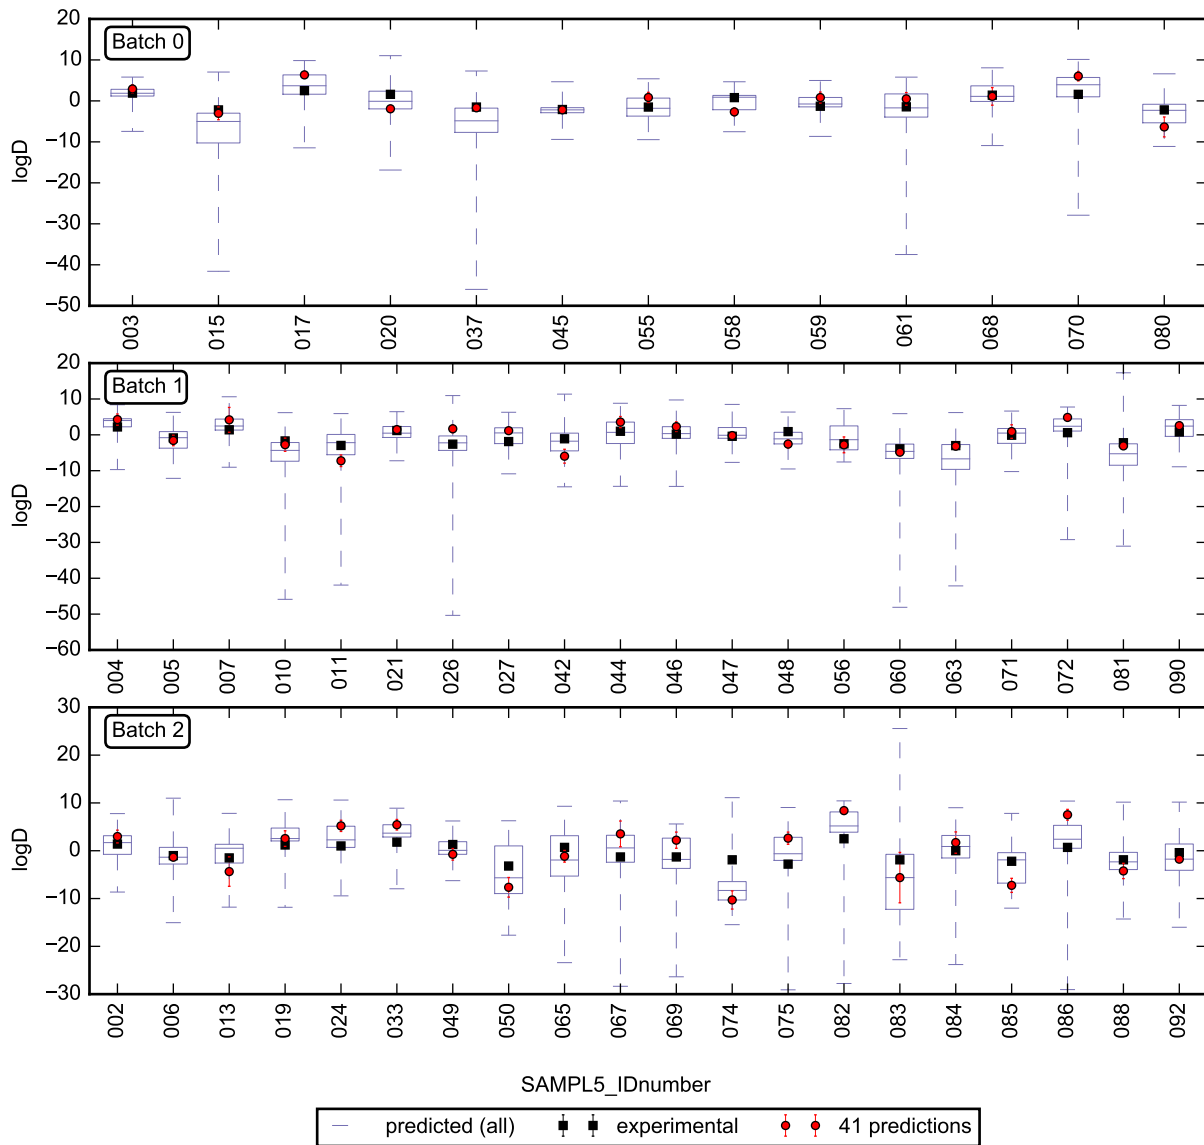 Batch 0
20
10
0
−10
−20
−30
−40
−50
logD
003 015 017 020 037 045 055 058 059 061 068 070 080
Batch 1
20
10
0
−10
−20
−30
−40
−50
−60
logD
004 005 007 010 011 021 026 027 042 044 046 047 048 056 060 063 071 072 081 090
Batch 2
30
20
10
0
−10
−20
−30
logD
002 006 013 019 024 033 049 050 065 067 069 074 075 082 083 084 085 086 088 092
SAMPL5_IDnumber
predicted (all) experimental 41 predictions